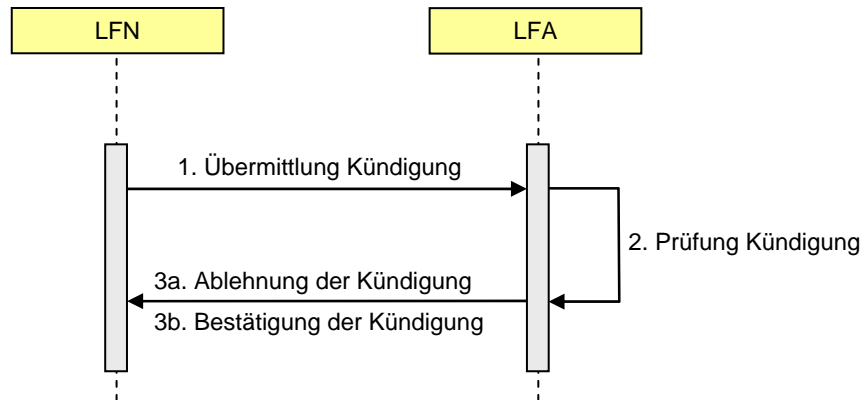 LFN
LFA
1. Übermittlung Kündigung
2. Prüfung Kündigung
3a. Ablehnung der Kündigung
3b. Bestätigung der Kündigung